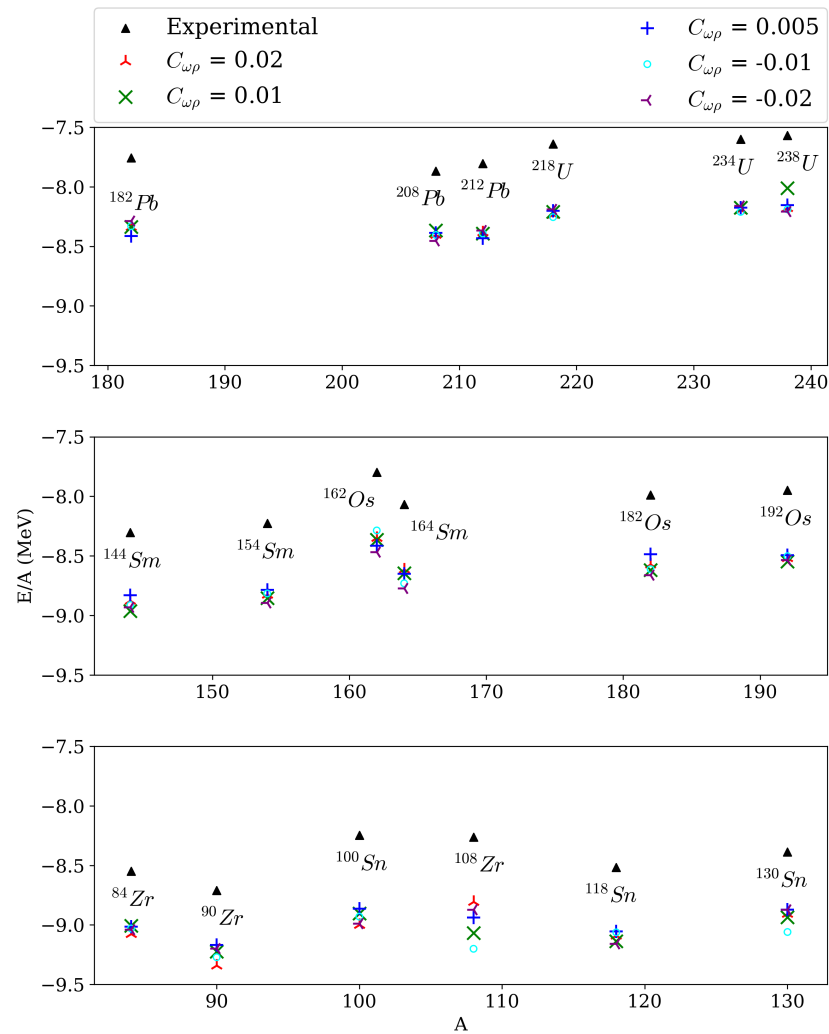 Experimental
C_ωρ = 0.02
C_ωρ = 0.01
C_ωρ = 0.005
C_ωρ = -0.01
C_ωρ = -0.02
−7.5
−8.0
−8.5
−9.0
−9.5
¹⁸²Pb
²⁰⁸Pb
²¹²Pb
²¹⁸U
²³⁴U
²³⁸U
180 190 200 210 220 230 240
E/A (MeV)
−7.5
−8.0
−8.5
−9.0
−9.5
¹⁴⁴Sm
¹⁵⁴Sm
¹⁶²Os
¹⁶⁴Sm
¹⁸²Os
¹⁹²Os
150 160 170 180 190
−7.5
−8.0
−8.5
−9.0
−9.5
⁸⁴Zr
⁹⁰Zr
¹⁰⁰Sn
¹⁰⁸Zr
¹¹⁸Sn
¹³⁰Sn
90 100 110 120 130
A